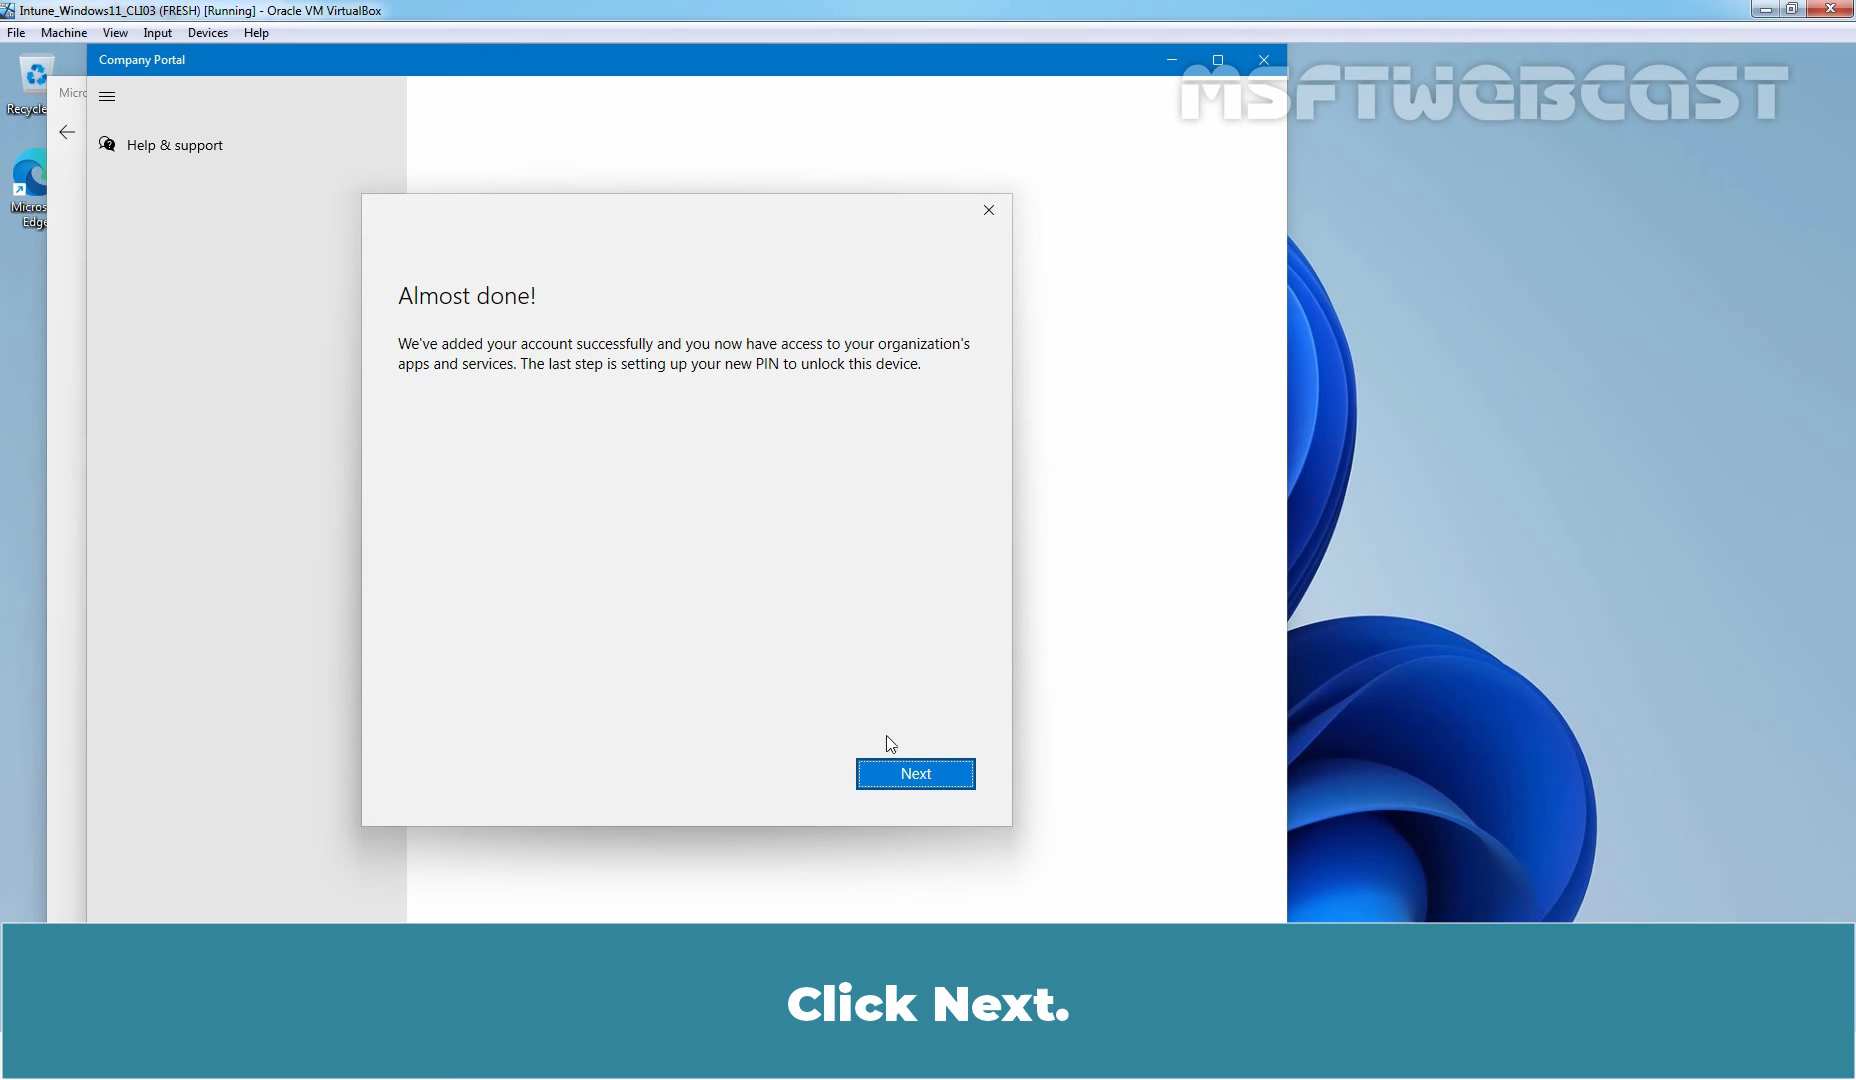 Intune_Windows11_CLI03 (FRESH) [Running] - Oracle VM VirtualBox
File Machine View Input Devices Help
Company Portal
MSFTWEBCAST
Micro
Recycle
Help & support
Micros
Edge
Almost done!
We've added your account successfully and you now have access to your organization's
apps and services. The last step is setting up your new PIN to unlock this device.
Next
Click Next.